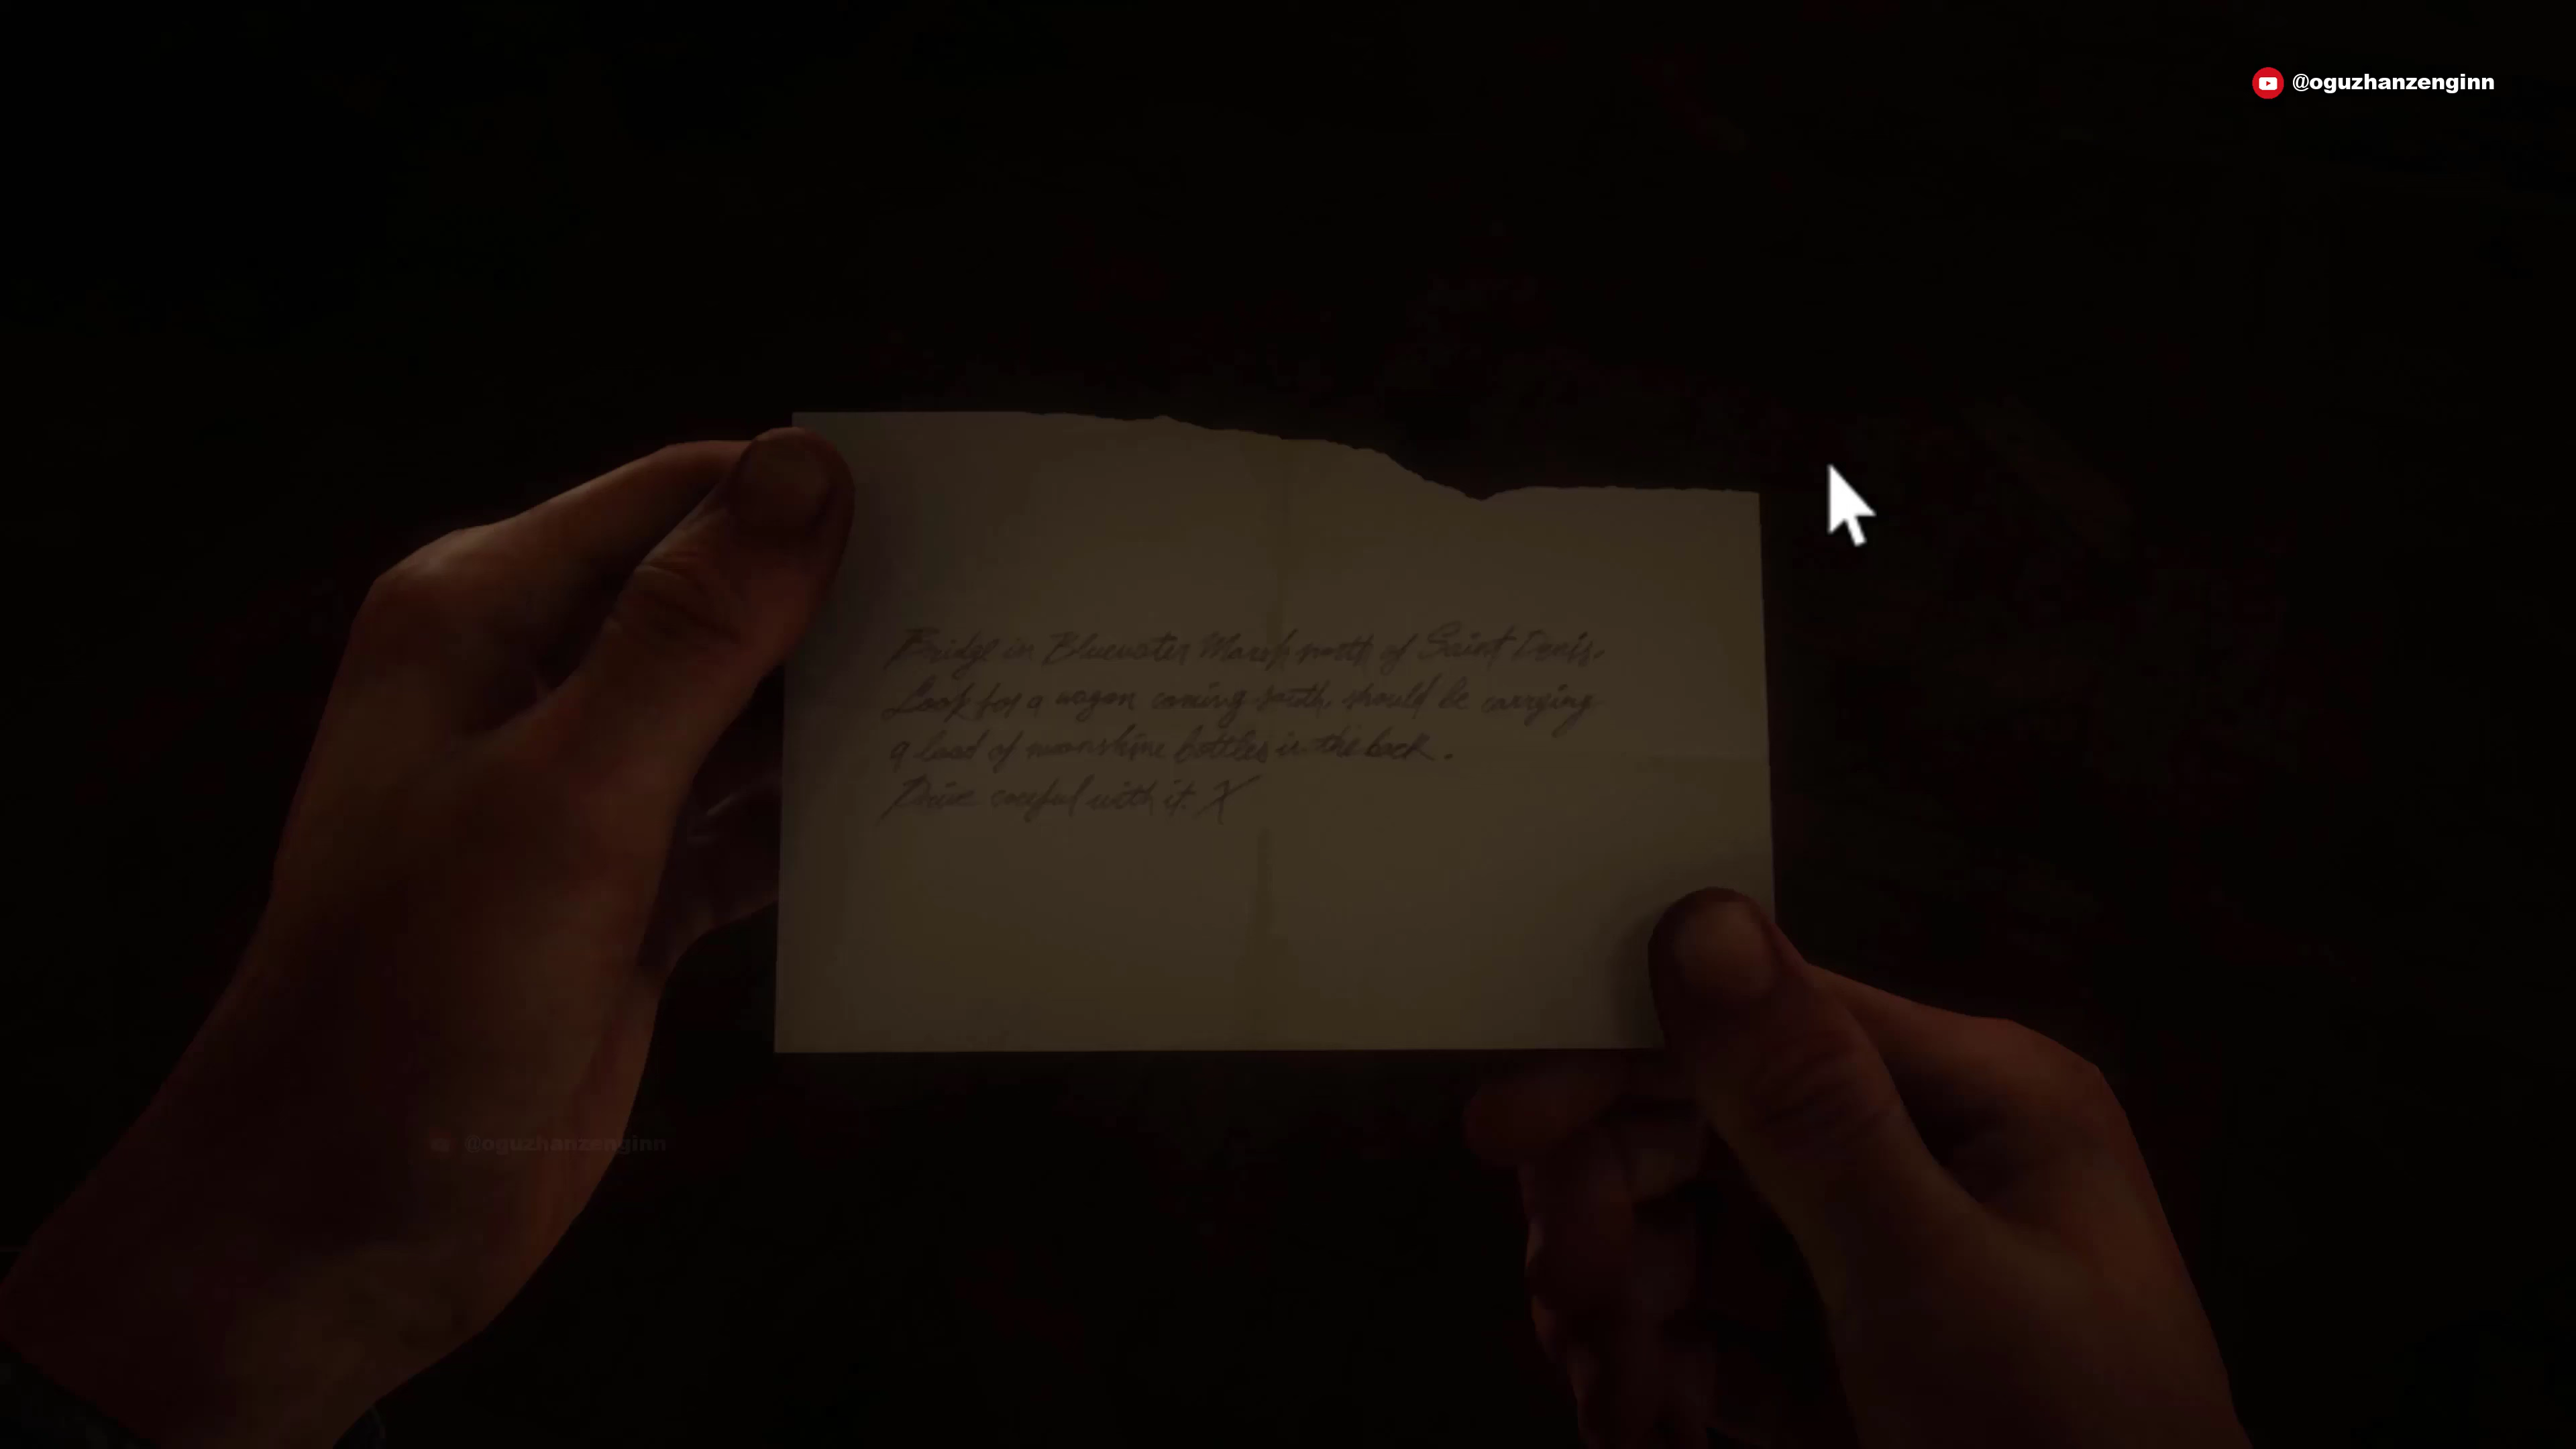 @oguzhanzenginn
Bridge in Bluewater Marsh north of Saint Denis.
Look for a wagon coming south, should be carrying
a load of moonshine bottles in the back.
Drive careful with it. X
@oguzhanzenginn